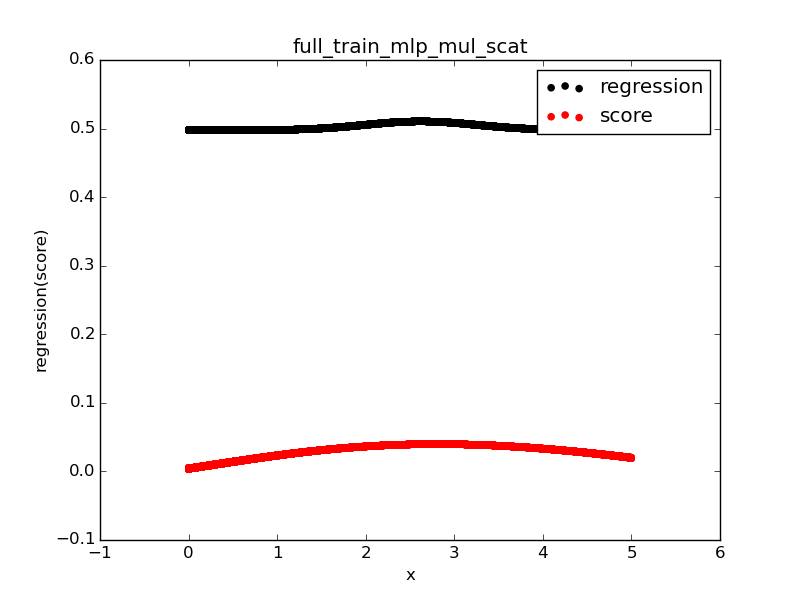 full_train_mlp_mul_scat
0.6
regression
score
0.5
0.4
0.3
0.2
0.1
0.0
−0.1
regression(score)
−1 0 1 2 3 4 5 6
x